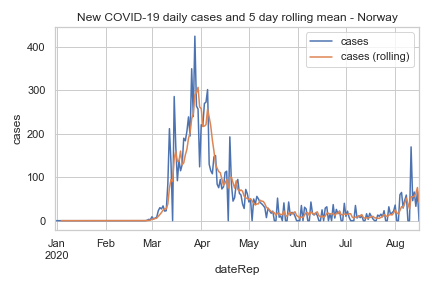 New COVID-19 daily cases and 5 day rolling mean - Norway
cases
cases (rolling)
400
300
200
100
0
cases
Jan
2020
Feb
Mar
Apr
May
Jun
Jul
Aug
dateRep